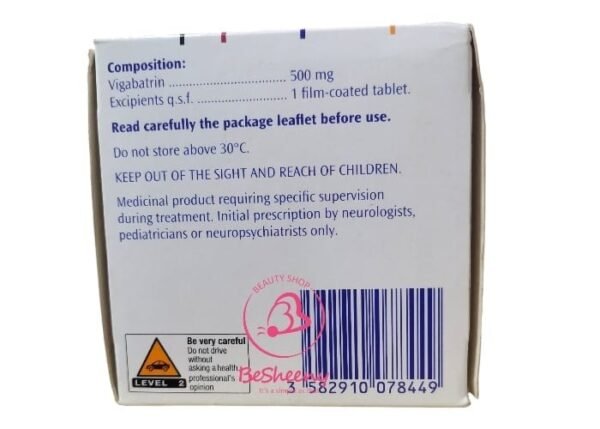 Composition:
Vigabatrin .................................... 500 mg
Excipients q.s.f. ............................ 1 film-coated tablet.
Read carefully the package leaflet before use.
Do not store above 30°C.
KEEP OUT OF THE SIGHT AND REACH OF CHILDREN.
Medicinal product requiring specific supervision
during treatment. Initial prescription by neurologists,
pediatricians or neuropsychiatrists only.
BEAUTY SHOP
BeSheeny
Be very careful
Do not drive
without
asking a health
professional's
opinion
LEVEL 2
3 582910 078449